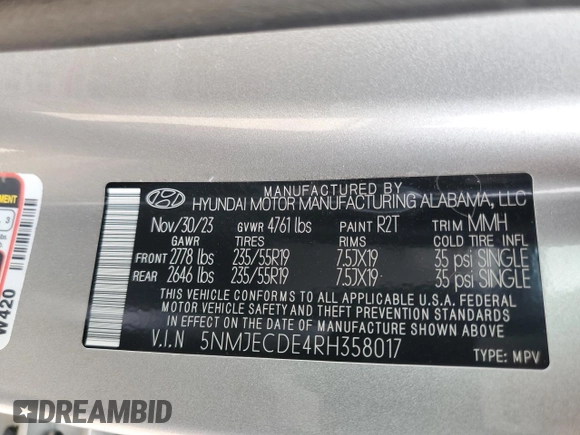 MANUFACTURED BY
HYUNDAI MOTOR MANUFACTURING ALABAMA, LLC
Nov/30/23 GVWR 4761 lbs PAINT R2T TRIM MMH
GAWR TIRES RIMS COLD TIRE INFL
FRONT 2778 lbs 235/55R19 7.5JX19 35 psi SINGLE
REAR 2646 lbs 235/55R19 7.5JX19 35 psi SINGLE
THIS VEHICLE CONFORMS TO ALL APPLICABLE U.S.A. FEDERAL
MOTOR VEHICLE SAFETY AND THEFT PREVENTION STANDARDS
IN EFFECT ON THE DATE OF MANUFACTURE SHOWN ABOVE.
V.I.N 5NMJECDE4RH358017 TYPE: MPV
3
W420
DREAMBID